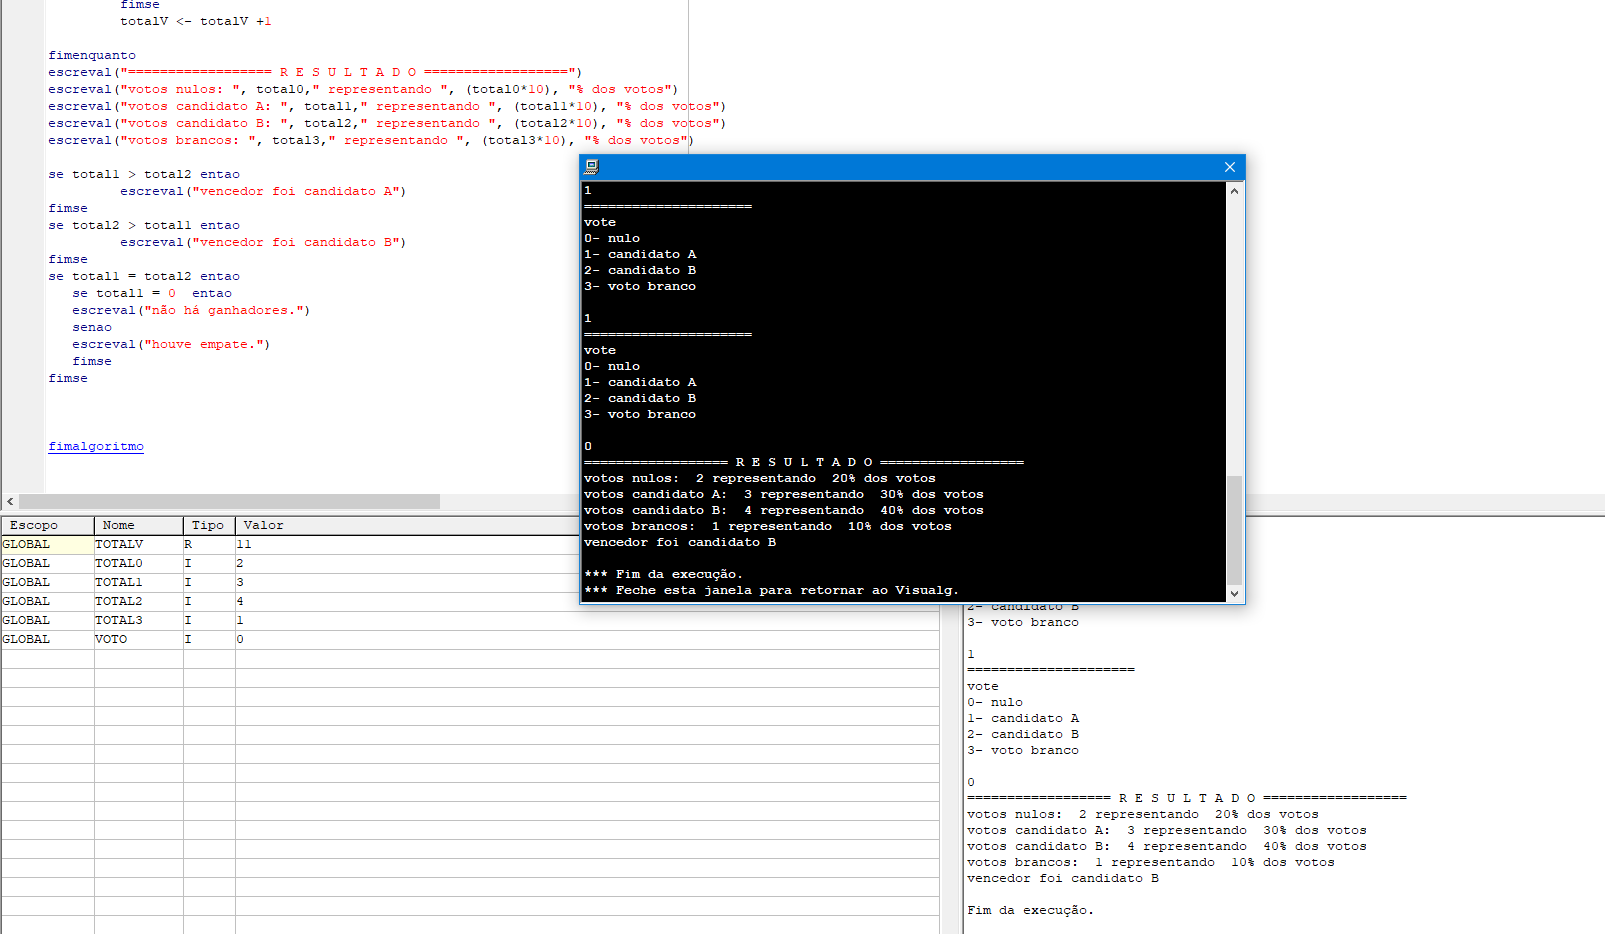 fimse
totalV <- totalV +1
fimenquanto
escreval("================== R E S U L T A D O ==================")
escreval("votos nulos: ", total0," representando ", (total0*10), "% dos votos")
escreval("votos candidato A: ", total1," representando ", (total1*10), "% dos votos")
escreval("votos candidato B: ", total2," representando ", (total2*10), "% dos votos")
escreval("votos brancos: ", total3," representando ", (total3*10), "% dos votos")
se total1 > total2 entao
escreval("vencedor foi candidato A")
fimse
se total2 > total1 entao
escreval("vencedor foi candidato B")
fimse
se total1 = total2 entao
se total1 = 0  entao
escreval("não há ganhadores.")
senao
escreval("houve empate.")
fimse
fimse
fimalgoritmo
1
=====================
vote
0- nulo
1- candidato A
2- candidato B
3- voto branco
1
=====================
vote
0- nulo
1- candidato A
2- candidato B
3- voto branco
0
================== R E S U L T A D O ==================
votos nulos:  2 representando  20% dos votos
votos candidato A:  3 representando  30% dos votos
votos candidato B:  4 representando  40% dos votos
votos brancos:  1 representando  10% dos votos
vencedor foi candidato B
*** Fim da execução.
*** Feche esta janela para retornar ao Visualg.
Escopo Nome Tipo Valor
GLOBAL TOTALV R 11
GLOBAL TOTAL0 I 2
GLOBAL TOTAL1 I 3
GLOBAL TOTAL2 I 4
GLOBAL TOTAL3 I 1
GLOBAL VOTO I 0
2- candidato B
3- voto branco
1
=====================
vote
0- nulo
1- candidato A
2- candidato B
3- voto branco
0
================== R E S U L T A D O ==================
votos nulos:  2 representando  20% dos votos
votos candidato A:  3 representando  30% dos votos
votos candidato B:  4 representando  40% dos votos
votos brancos:  1 representando  10% dos votos
vencedor foi candidato B
Fim da execução.